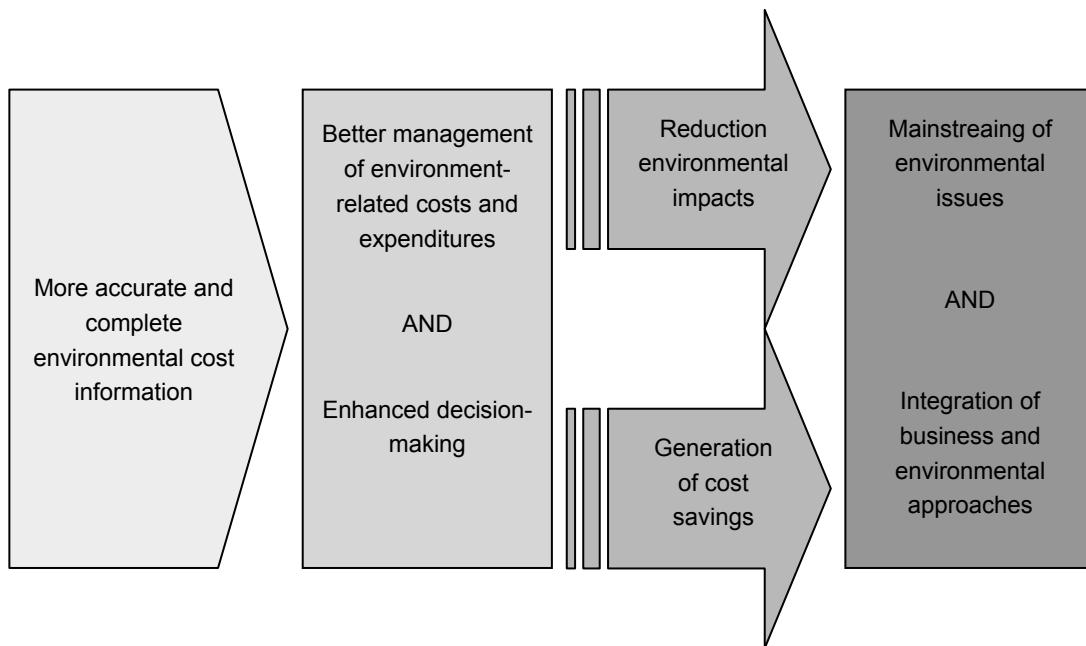 More accurate and
complete
environmental cost
information
Better management
of environment-
related costs and
expenditures
AND
Enhanced decision-
making
Reduction
environmental
impacts
Generation
of cost
savings
Mainstreaing of
environmental
issues
AND
Integration of
business and
environmental
approaches